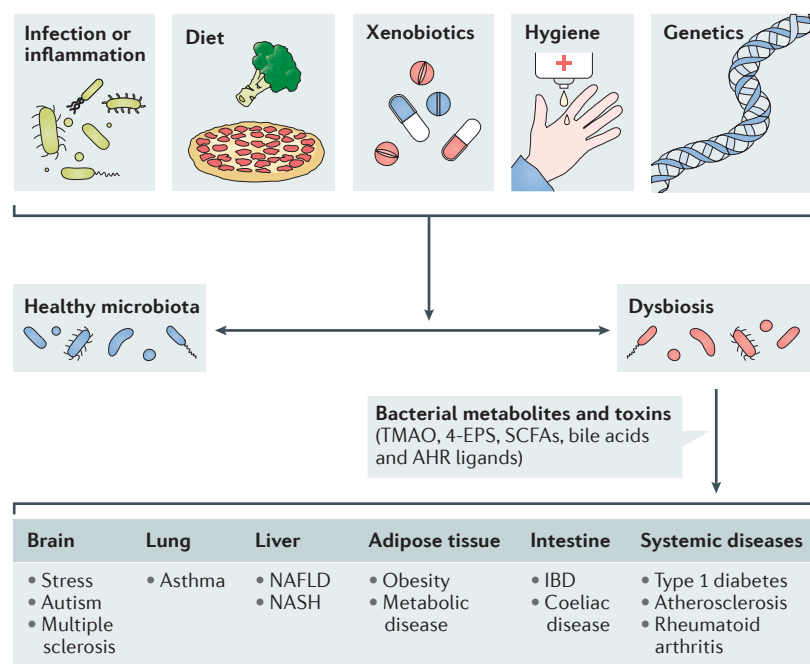 Infection or
inflammation
Diet
Xenobiotics
Hygiene
Genetics
Healthy microbiota
Dysbiosis
Bacterial metabolites and toxins
(TMAO, 4-EPS, SCFAs, bile acids
and AHR ligands)
Brain
• Stress
• Autism
• Multiple
sclerosis
Lung
• Asthma
Liver
• NAFLD
• NASH
Adipose tissue
• Obesity
• Metabolic
disease
Intestine
• IBD
• Coeliac
disease
Systemic diseases
• Type 1 diabetes
• Atherosclerosis
• Rheumatoid
arthritis